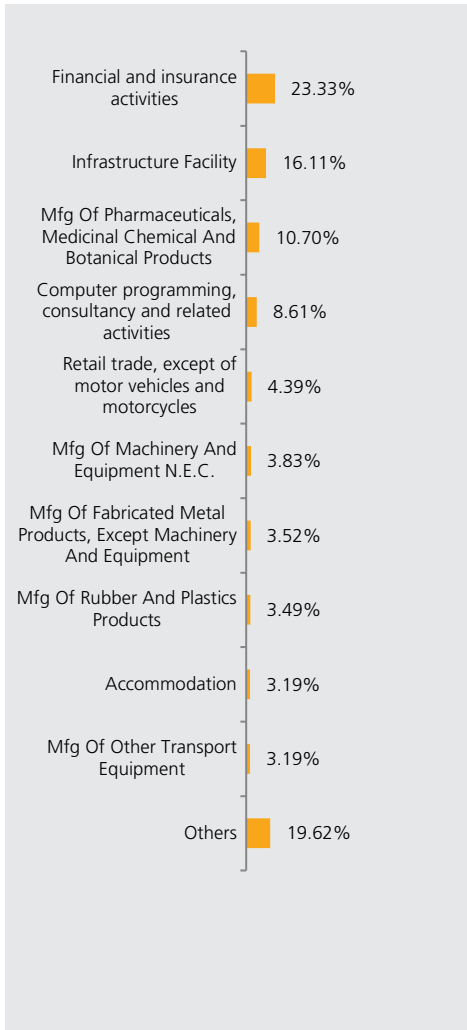 Financial and insurance
activities
23.33%
Infrastructure Facility
16.11%
Mfg Of Pharmaceuticals,
Medicinal Chemical And
Botanical Products
10.70%
Computer programming,
consultancy and related
activities
8.61%
Retail trade, except of
motor vehicles and
motorcycles
4.39%
Mfg Of Machinery And
Equipment N.E.C.
3.83%
Mfg Of Fabricated Metal
Products, Except Machinery
And Equipment
3.52%
Mfg Of Rubber And Plastics
Products
3.49%
Accommodation
3.19%
Mfg Of Other Transport
Equipment
3.19%
Others
19.62%